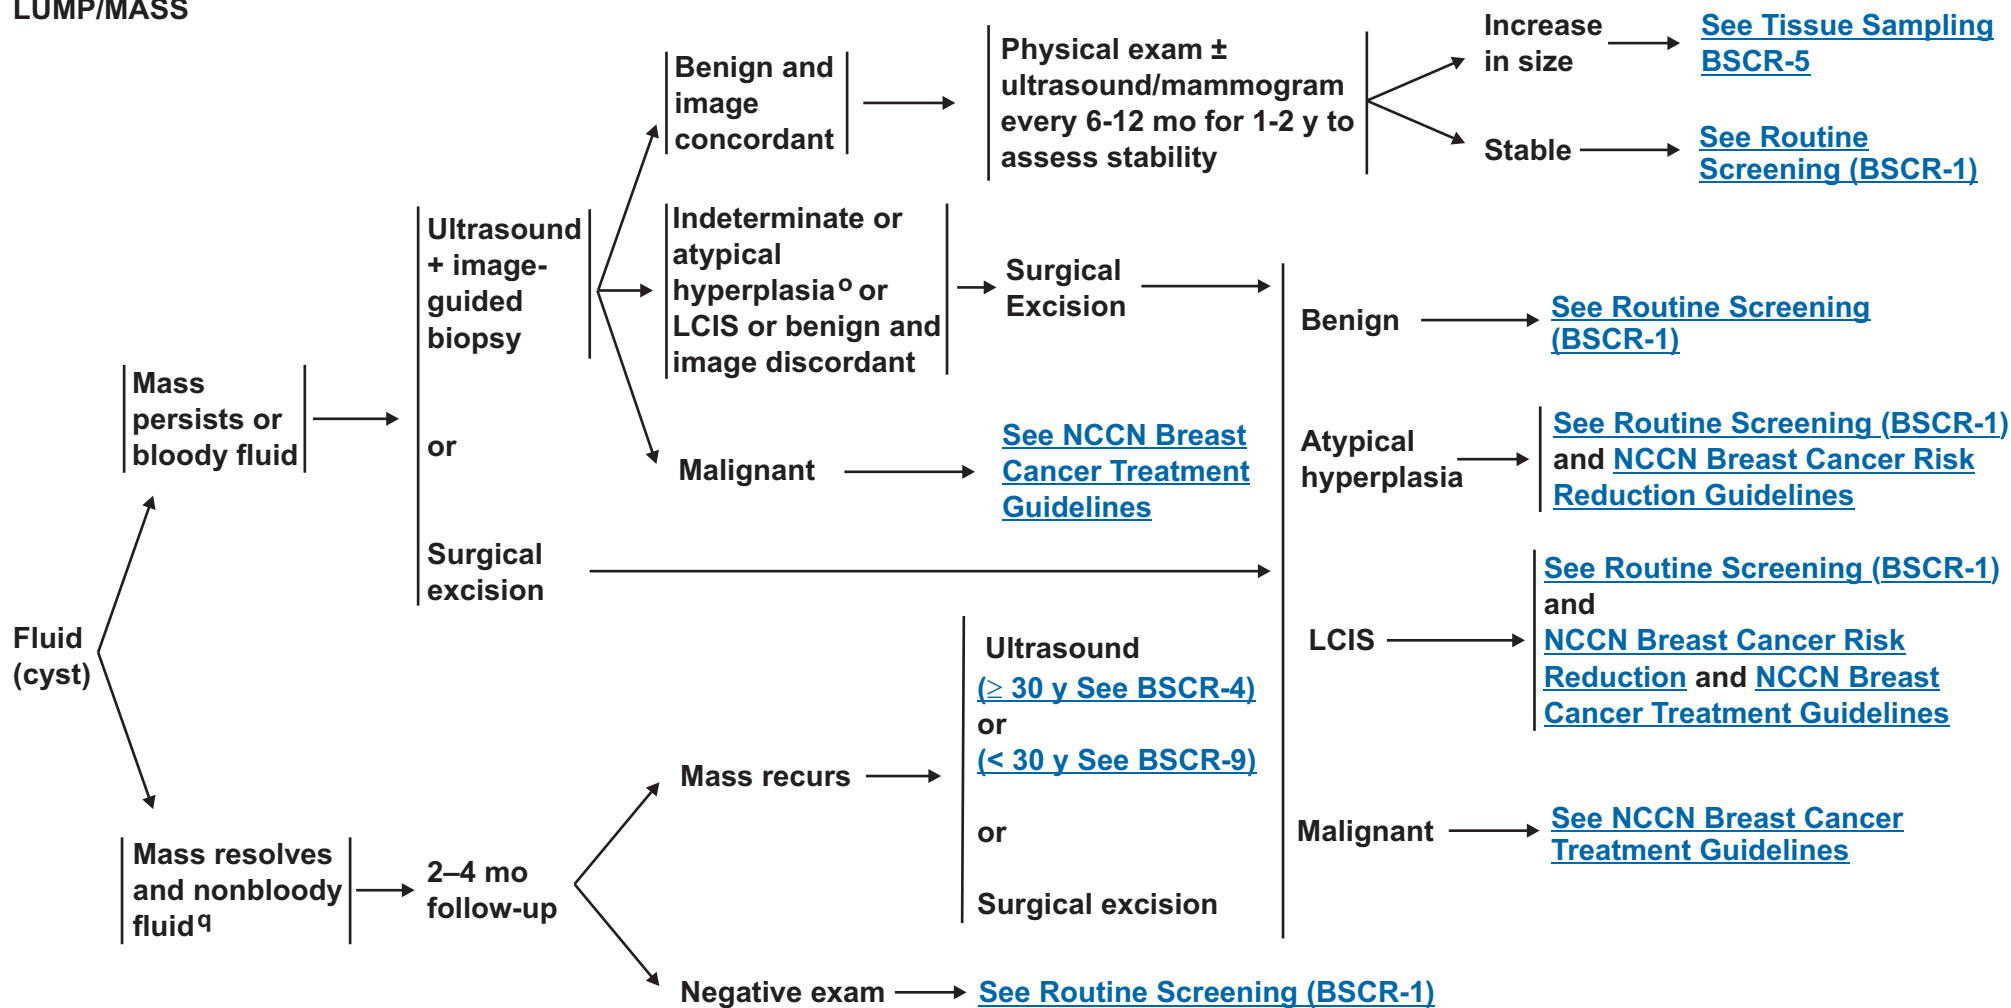 LUMP/MASS
Fluid
(cyst)
Mass
persists or
bloody fluid
Mass resolves
and nonbloody
fluid q
Ultrasound
+ image-
guided
biopsy
or
Surgical
excision
2–4 mo
follow-up
Benign and
image
concordant
Physical exam ±
ultrasound/mammogram
every 6-12 mo for 1-2 y to
assess stability
Increase
in size
See Tissue Sampling
BSCR-5
Stable
See Routine
Screening (BSCR-1)
Indeterminate or
atypical
hyperplasia o or
LCIS or benign and
image discordant
Surgical
Excision
Malignant
See NCCN Breast
Cancer Treatment
Guidelines
Mass recurs
Ultrasound
(≥ 30 y See BSCR-4)
or
(< 30 y See BSCR-9)
or
Surgical excision
Negative exam
See Routine Screening (BSCR-1)
Benign
See Routine Screening
(BSCR-1)
Atypical
hyperplasia
See Routine Screening (BSCR-1)
and NCCN Breast Cancer Risk
Reduction Guidelines
LCIS
See Routine Screening (BSCR-1)
and
NCCN Breast Cancer Risk
Reduction and NCCN Breast
Cancer Treatment Guidelines
Malignant
See NCCN Breast Cancer
Treatment Guidelines